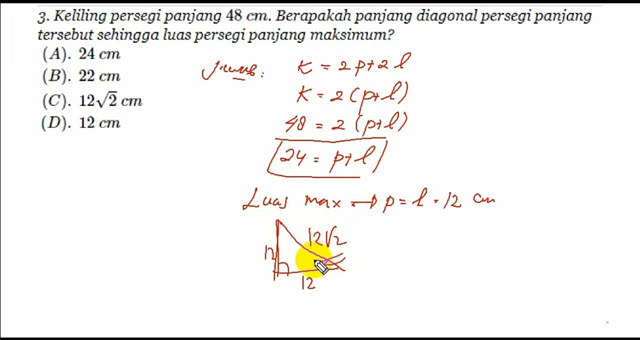 3. Keliling persegi panjang 48 cm. Berapakah panjang diagonal persegi panjang
tersebut sehingga luas persegi panjang maksimum?
(A). 24 cm
(B). 22 cm
(C). 12√2 cm
(D). 12 cm
Jawab:
K = 2p+2l
K = 2(p+l)
48 = 2(p+l)
24 = p+l
Luas max → p = l = 12 cm
12√2
12
12